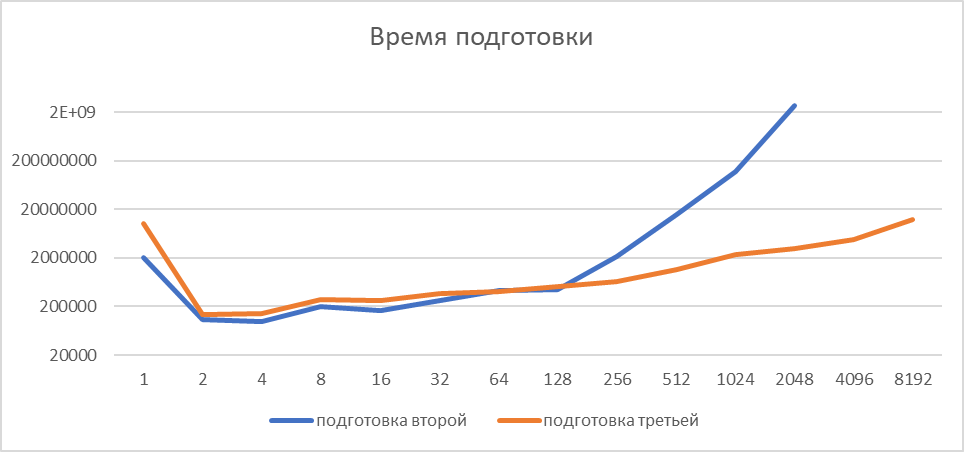 Время подготовки
2E+09
200000000
20000000
2000000
200000
20000
1 2 4 8 16 32 64 128 256 512 1024 2048 4096 8192
подготовка второй подготовка третьей